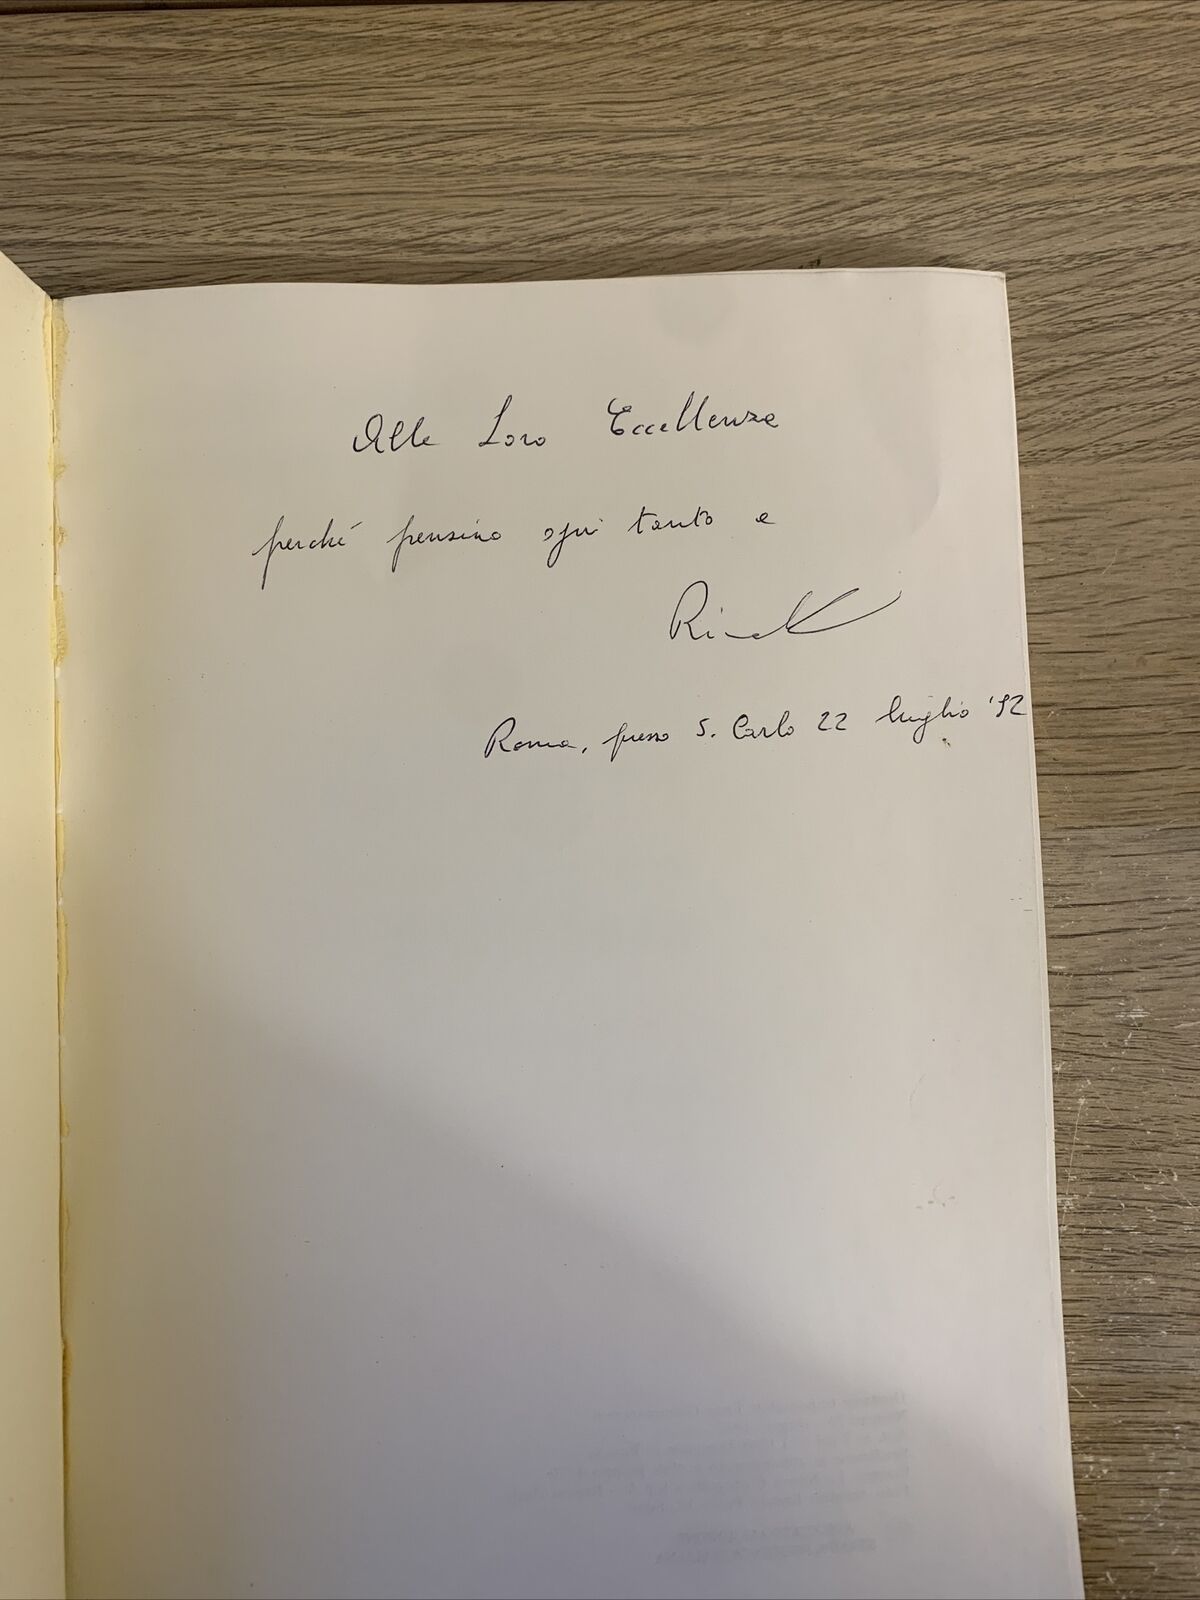 Alle Loro Eccellenze
perché pensino ogni tanto a
Roma, presso S. Carlo 22 luglio '92